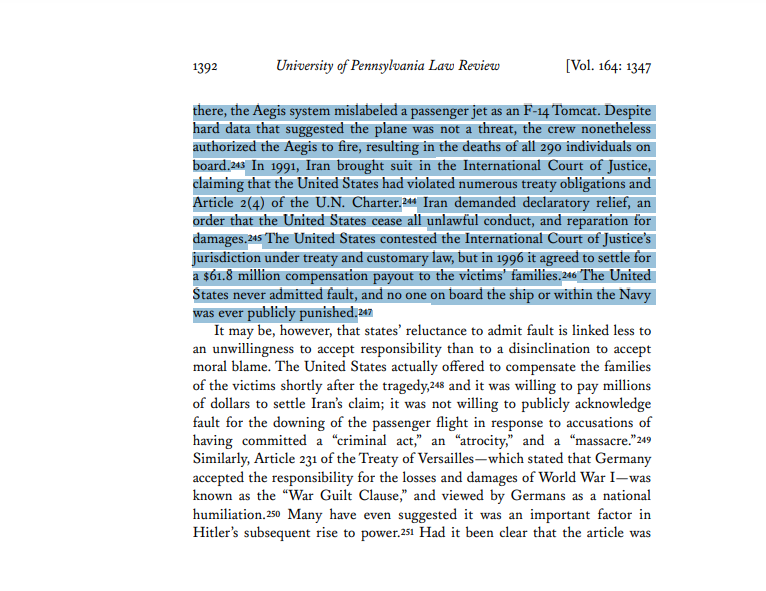 1392 University of Pennsylvania Law Review [Vol. 164: 1347
there, the Aegis system mislabeled a passenger jet as an F-14 Tomcat. Despite
hard data that suggested the plane was not a threat, the crew nonetheless
authorized the Aegis to fire, resulting in the deaths of all 290 individuals on
board.243 In 1991, Iran brought suit in the International Court of Justice,
claiming that the United States had violated numerous treaty obligations and
Article 2(4) of the U.N. Charter.244 Iran demanded declaratory relief, an
order that the United States cease all unlawful conduct, and reparation for
damages.245 The United States contested the International Court of Justice's
jurisdiction under treaty and customary law, but in 1996 it agreed to settle for
a $61.8 million compensation payout to the victims' families.246 The United
States never admitted fault, and no one on board the ship or within the Navy
was ever publicly punished.247
It may be, however, that states' reluctance to admit fault is linked less to
an unwillingness to accept responsibility than to a disinclination to accept
moral blame. The United States actually offered to compensate the families
of the victims shortly after the tragedy,248 and it was willing to pay millions
of dollars to settle Iran's claim; it was not willing to publicly acknowledge
fault for the downing of the passenger flight in response to accusations of
having committed a “criminal act,” an “atrocity,” and a “massacre.”249
Similarly, Article 231 of the Treaty of Versailles—which stated that Germany
accepted the responsibility for the losses and damages of World War I—was
known as the “War Guilt Clause,” and viewed by Germans as a national
humiliation.250 Many have even suggested it was an important factor in
Hitler's subsequent rise to power.251 Had it been clear that the article was